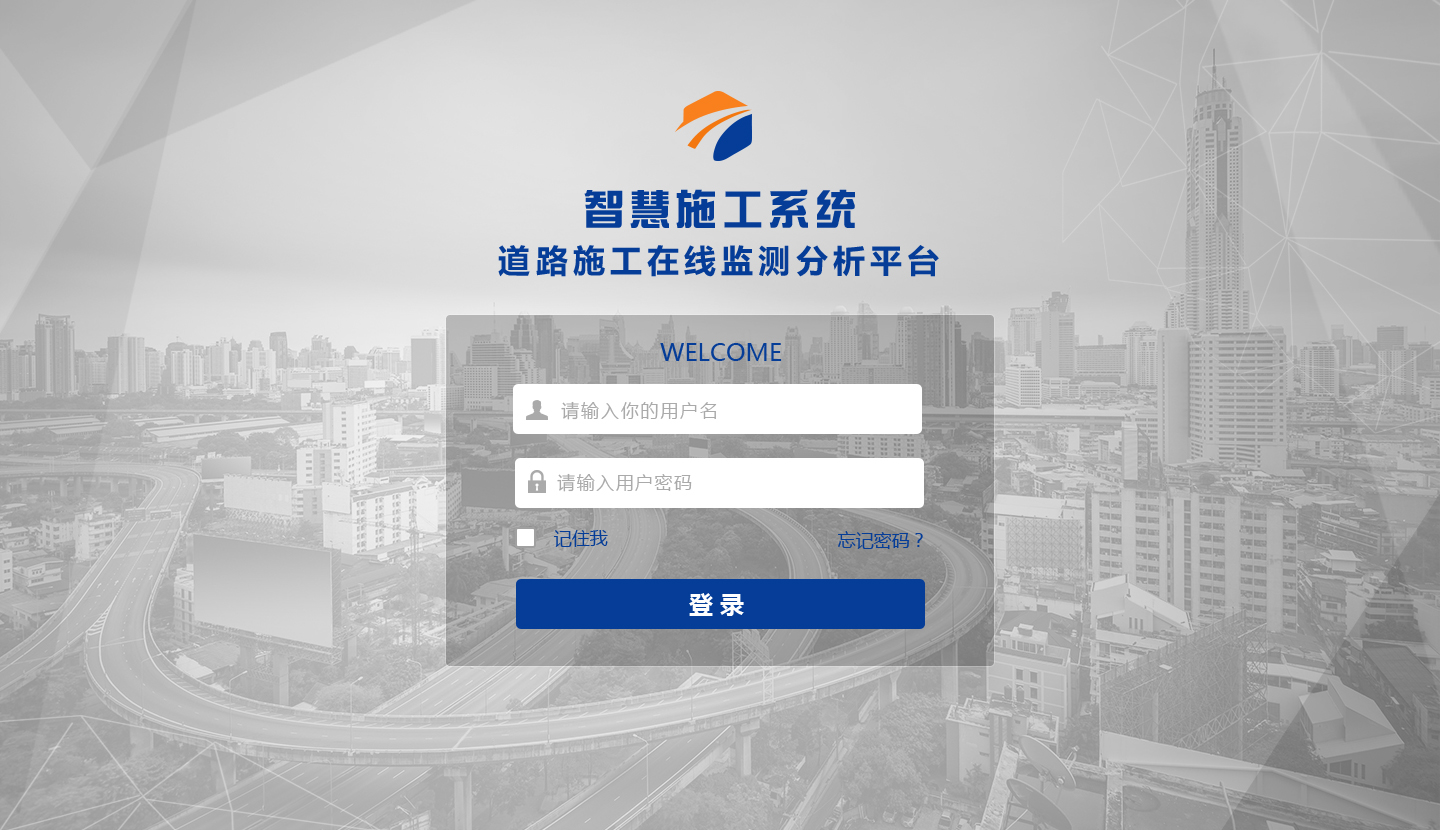 智慧施工系统
道路施工在线监测分析平台
WELCOME
请输入你的用户名
请输入用户密码
记住我
忘记密码？
登录